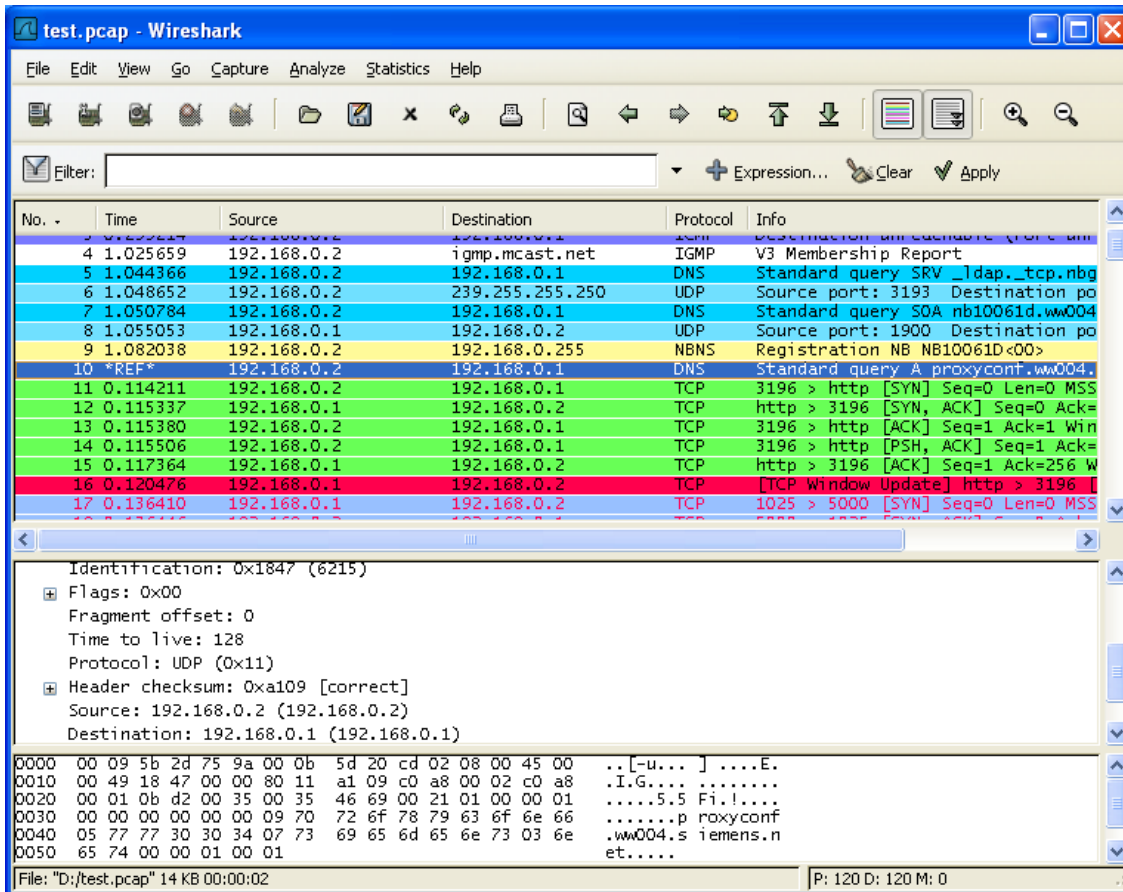 test.pcap - Wireshark
File Edit View Go Capture Analyze Statistics Help
Filter: Expression... Clear Apply
No. Time Source Destination Protocol Info
3 0.299214 192.168.0.2 192.168.0.1 ICMP Destination unreachable (Port unr
4 1.025659 192.168.0.2 igmp.mcast.net IGMP V3 Membership Report
5 1.044366 192.168.0.2 192.168.0.1 DNS Standard query SRV _ldap._tcp.nbg
6 1.048652 192.168.0.2 239.255.255.250 UDP Source port: 3193 Destination po
7 1.050784 192.168.0.2 192.168.0.1 DNS Standard query SOA nb10061d.ww004
8 1.055053 192.168.0.1 192.168.0.2 UDP Source port: 1900 Destination po
9 1.082038 192.168.0.2 192.168.0.255 NBNS Registration NB NB10061D<00>
10 *REF* 192.168.0.2 192.168.0.1 DNS Standard query A proxyconf.ww004.
11 0.114211 192.168.0.2 192.168.0.1 TCP 3196 > http [SYN] Seq=0 Len=0 MSS
12 0.115337 192.168.0.1 192.168.0.2 TCP http > 3196 [SYN, ACK] Seq=0 Ack=
13 0.115380 192.168.0.2 192.168.0.1 TCP 3196 > http [ACK] Seq=1 Ack=1 Win
14 0.115506 192.168.0.2 192.168.0.1 TCP 3196 > http [PSH, ACK] Seq=1 Ack=
15 0.117364 192.168.0.1 192.168.0.2 TCP http > 3196 [ACK] Seq=1 Ack=256 W
16 0.120476 192.168.0.1 192.168.0.2 TCP [TCP Window Update] http > 3196 [
17 0.136410 192.168.0.1 192.168.0.2 TCP 1025 > 5000 [SYN] Seq=0 Len=0 MSS
Identification: 0x1847 (6215)
Flags: 0x00
Fragment offset: 0
Time to live: 128
Protocol: UDP (0x11)
Header checksum: 0xa109 [correct]
Source: 192.168.0.2 (192.168.0.2)
Destination: 192.168.0.1 (192.168.0.1)
0000 00 09 5b 2d 75 9a 00 0b 5d 20 cd 02 08 00 45 00 ..[-u... ] ....E.
0010 00 49 18 47 00 00 80 11 a1 09 c0 a8 00 02 c0 a8 .I.G.... ........
0020 00 01 0b d2 00 35 00 35 46 69 00 21 01 00 00 01 .....5.5 Fi.!....
0030 00 00 00 00 00 00 09 70 72 6f 78 79 63 6f 6e 66 .......p roxyconf
0040 05 77 77 30 30 34 07 73 69 65 6d 65 6e 73 03 6e .ww004.s iemens.n
0050 65 74 00 00 01 00 01 et.....
File: "D:/test.pcap" 14 KB 00:00:02 P: 120 D: 120 M: 0